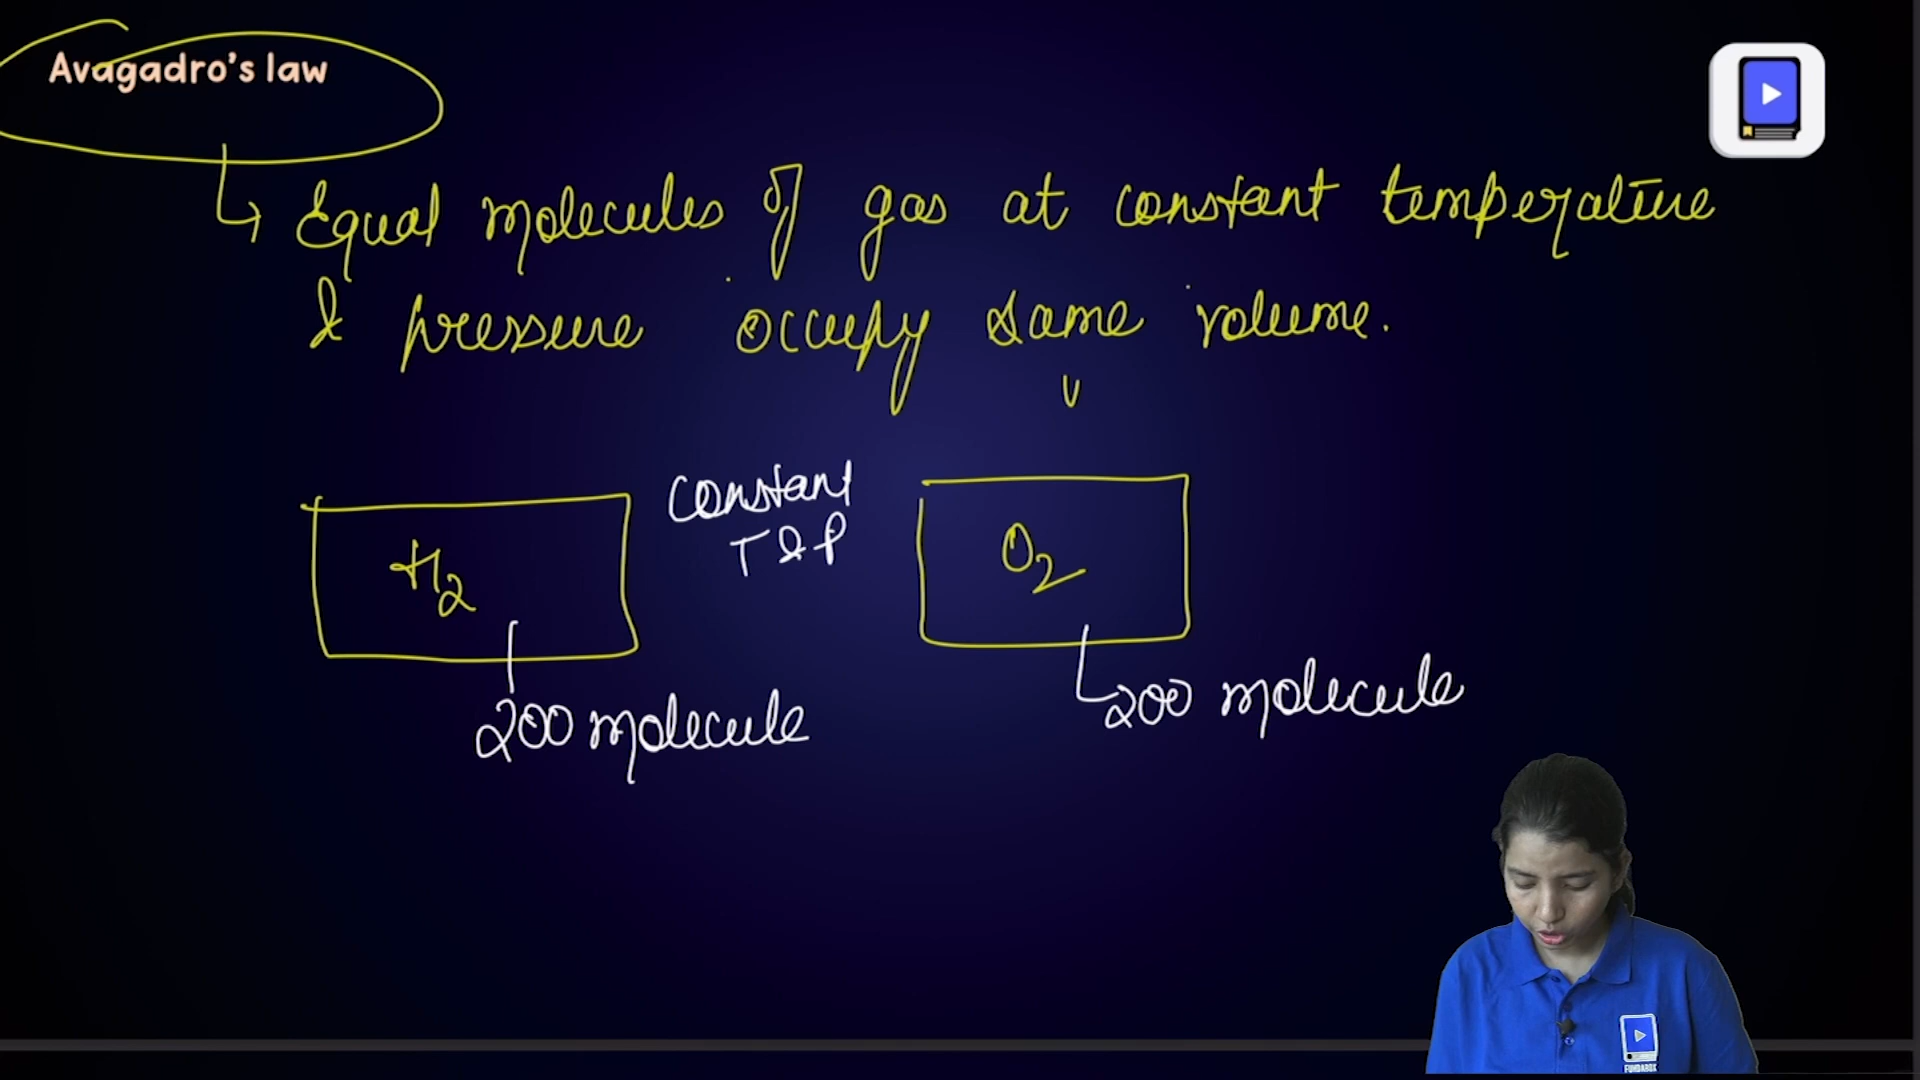 Avagadro's law
Equal molecules of gas at constant temperature
& pressure occupy same volume.
constant
T & P
H2
O2
200 molecule
200 molecule
FUNDABOX